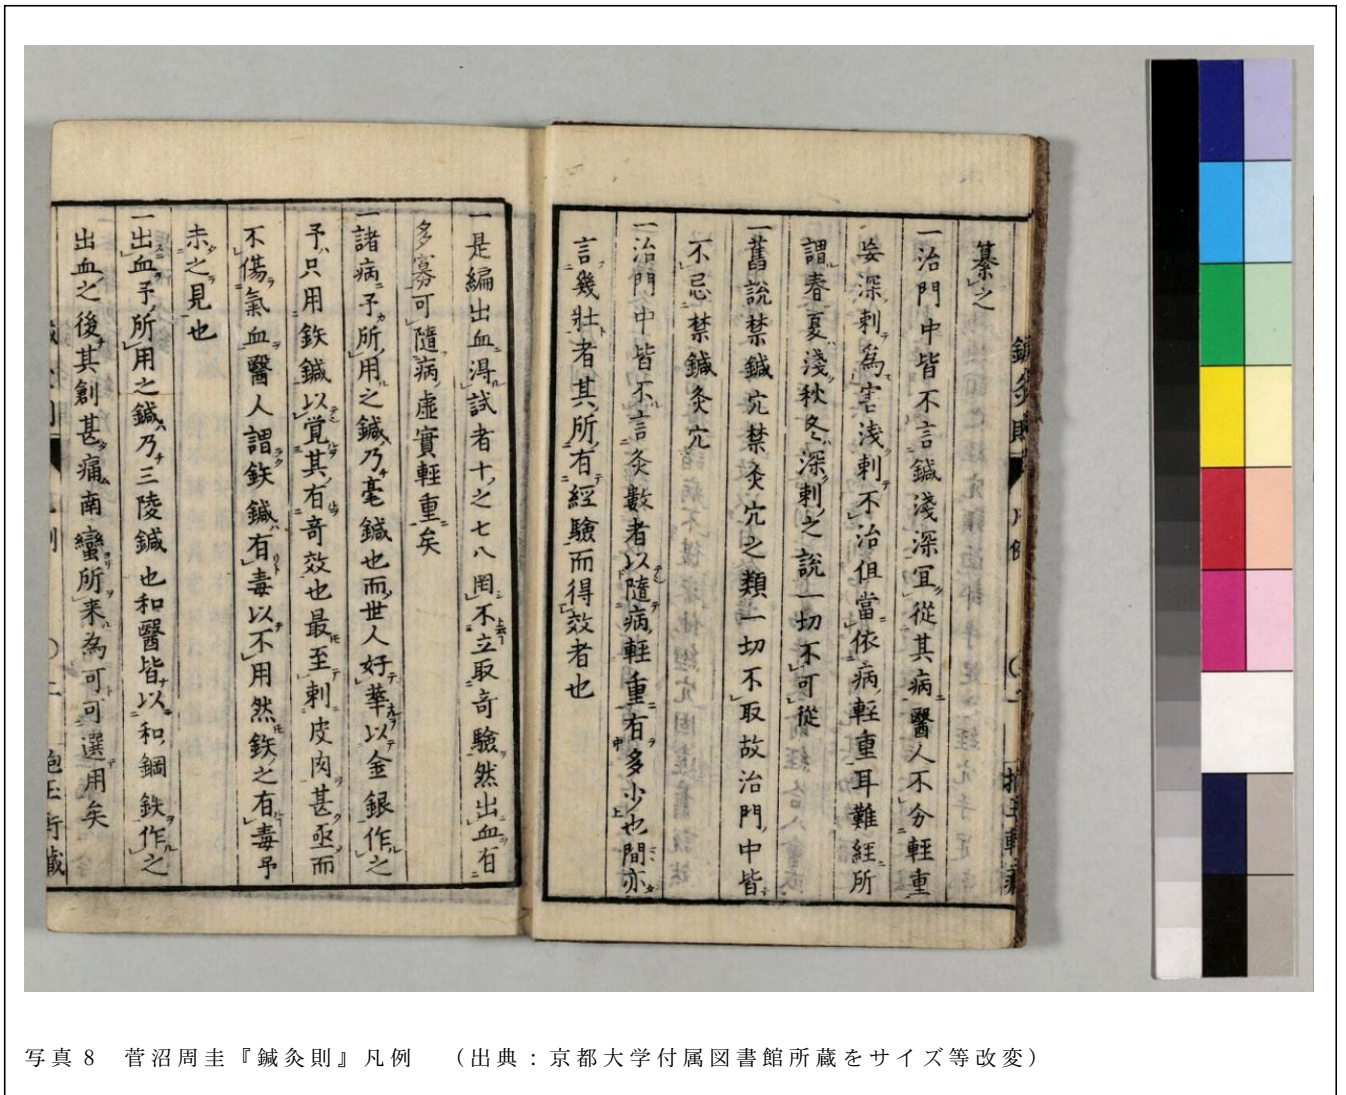 纂之
一治門中皆不言鍼淺深冝從其病醫人不分輕重
妄深刺為害浅刺不治但當依病輕重耳難經所
謂春夏淺秋冬深刺之說一切不可從
一舊説禁鍼穴禁灸穴之類一切不取故治門中皆
不忌禁鍼灸穴
一治門中皆不言灸數者以隨病輕重有多少也間亦
言幾壯者其所有經驗而得效者也
一是編出血得試者十之七八罔不立取奇驗然出血有
多寡可隨病虛實輕重矣
一諸病予所用之鍼乃毫鍼也而世人好華以金銀作之
予只用鉄鍼以覚其有奇效也最至刺皮肉甚亟而
不傷氣血醫人謂鉄鍼有毒以不用然鉄之有毒予
未之見也
一出血予所用之鍼乃三陵鍼也和醫皆以和鋼鉄作之
出血之後其創甚痛南蠻所来為可可選用矣
写真8　菅沼周圭『鍼灸則』凡例　（出典：京都大学付属図書館所蔵をサイズ等改変）